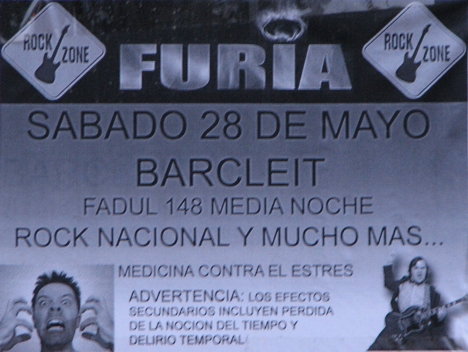 ROCK ZONE
FURIA
ROCK ZONE
SABADO 28 DE MAYO
BARCLEIT
FADUL 148 MEDIA NOCHE
ROCK NACIONAL Y MUCHO MAS...
MEDICINA CONTRA EL ESTRES
ADVERTENCIA: LOS EFECTOS
SECUNDARIOS INCLUYEN PERDIDA
DE LA NOCION DEL TIEMPO Y
DELIRIO TEMPORAL